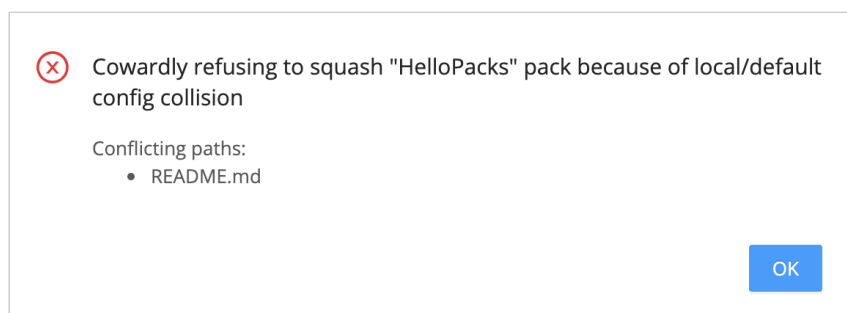 Cowardly refusing to squash "HelloPacks" pack because of local/default
config collision
Conflicting paths:
• README.md
OK